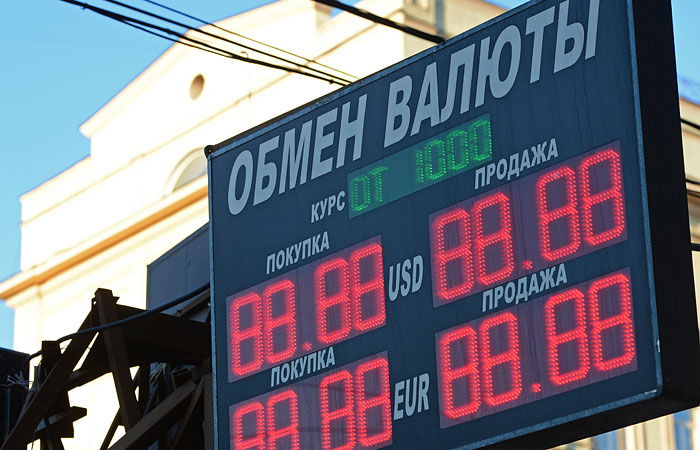 ОБМЕН ВАЛЮТЫ
КУРС ОТ 1000
ПОКУПКА ПРОДАЖА
88.88 USD 88.88
ПОКУПКА ПРОДАЖА
88.88 EUR 88.88